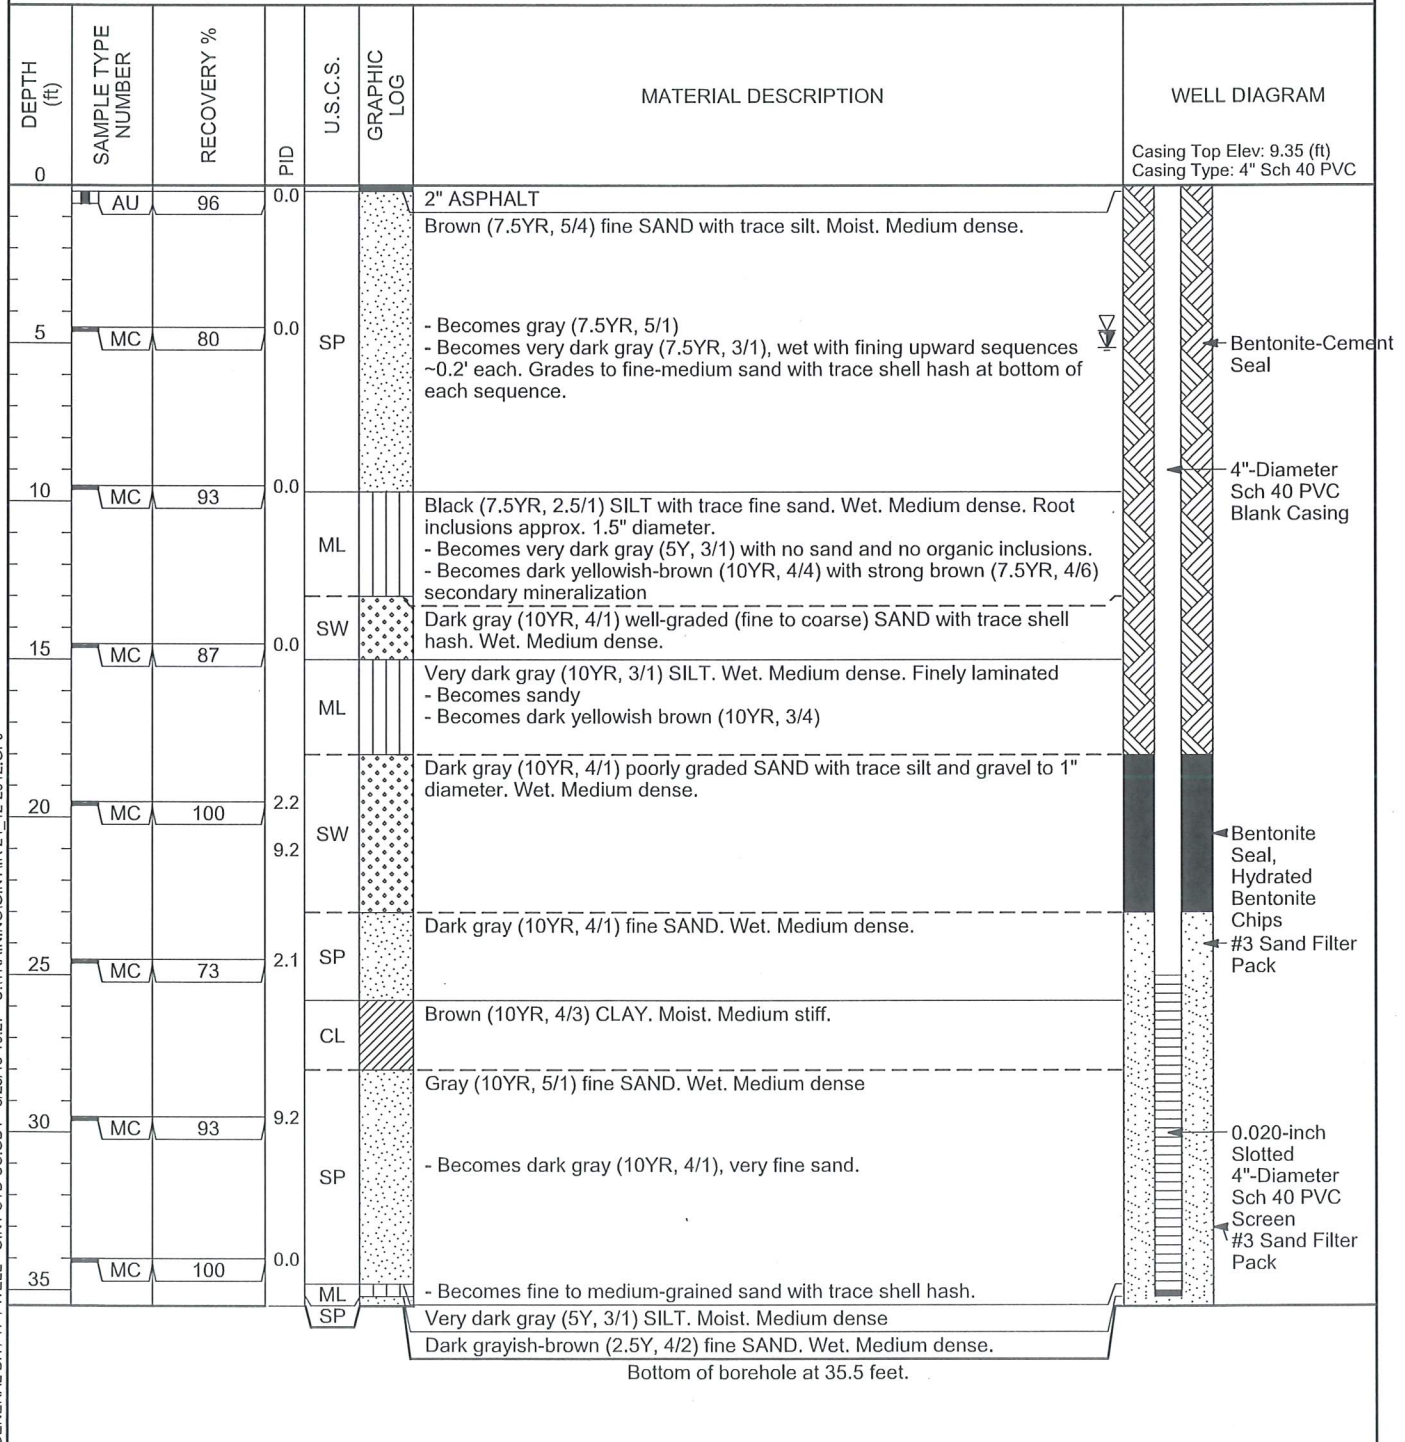 DEPTH
(ft)
SAMPLE TYPE
NUMBER
RECOVERY %
PID
U.S.C.S.
GRAPHIC
LOG
MATERIAL DESCRIPTION
WELL DIAGRAM
Casing Top Elev: 9.35 (ft)
Casing Type: 4" Sch 40 PVC
0
AU 96 0.0
2" ASPHALT
Brown (7.5YR, 5/4) fine SAND with trace silt. Moist. Medium dense.
5
MC 80 0.0
SP
- Becomes gray (7.5YR, 5/1)
- Becomes very dark gray (7.5YR, 3/1), wet with fining upward sequences
~0.2' each. Grades to fine-medium sand with trace shell hash at bottom of
each sequence.
Bentonite-Cement
Seal
4"-Diameter
Sch 40 PVC
Blank Casing
10
MC 93 0.0
ML
Black (7.5YR, 2.5/1) SILT with trace fine sand. Wet. Medium dense. Root
inclusions approx. 1.5" diameter.
- Becomes very dark gray (5Y, 3/1) with no sand and no organic inclusions.
- Becomes dark yellowish-brown (10YR, 4/4) with strong brown (7.5YR, 4/6)
secondary mineralization
SW
Dark gray (10YR, 4/1) well-graded (fine to coarse) SAND with trace shell
hash. Wet. Medium dense.
15
MC 87 0.0
ML
Very dark gray (10YR, 3/1) SILT. Wet. Medium dense. Finely laminated
- Becomes sandy
- Becomes dark yellowish brown (10YR, 3/4)
Dark gray (10YR, 4/1) poorly graded SAND with trace silt and gravel to 1"
diameter. Wet. Medium dense.
20
MC 100 2.2
9.2
SW
Bentonite
Seal,
Hydrated
Bentonite
Chips
Dark gray (10YR, 4/1) fine SAND. Wet. Medium dense.
#3 Sand Filter
Pack
25
MC 73 2.1
SP
CL
Brown (10YR, 4/3) CLAY. Moist. Medium stiff.
Gray (10YR, 5/1) fine SAND. Wet. Medium dense
30
MC 93 9.2
SP
- Becomes dark gray (10YR, 4/1), very fine sand.
0.020-inch
Slotted
4"-Diameter
Sch 40 PVC
Screen
#3 Sand Filter
Pack
35
MC 100 0.0
ML
- Becomes fine to medium-grained sand with trace shell hash.
SP
Very dark gray (5Y, 3/1) SILT. Moist. Medium dense
Dark grayish-brown (2.5Y, 4/2) fine SAND. Wet. Medium dense.
Bottom of borehole at 35.5 feet.